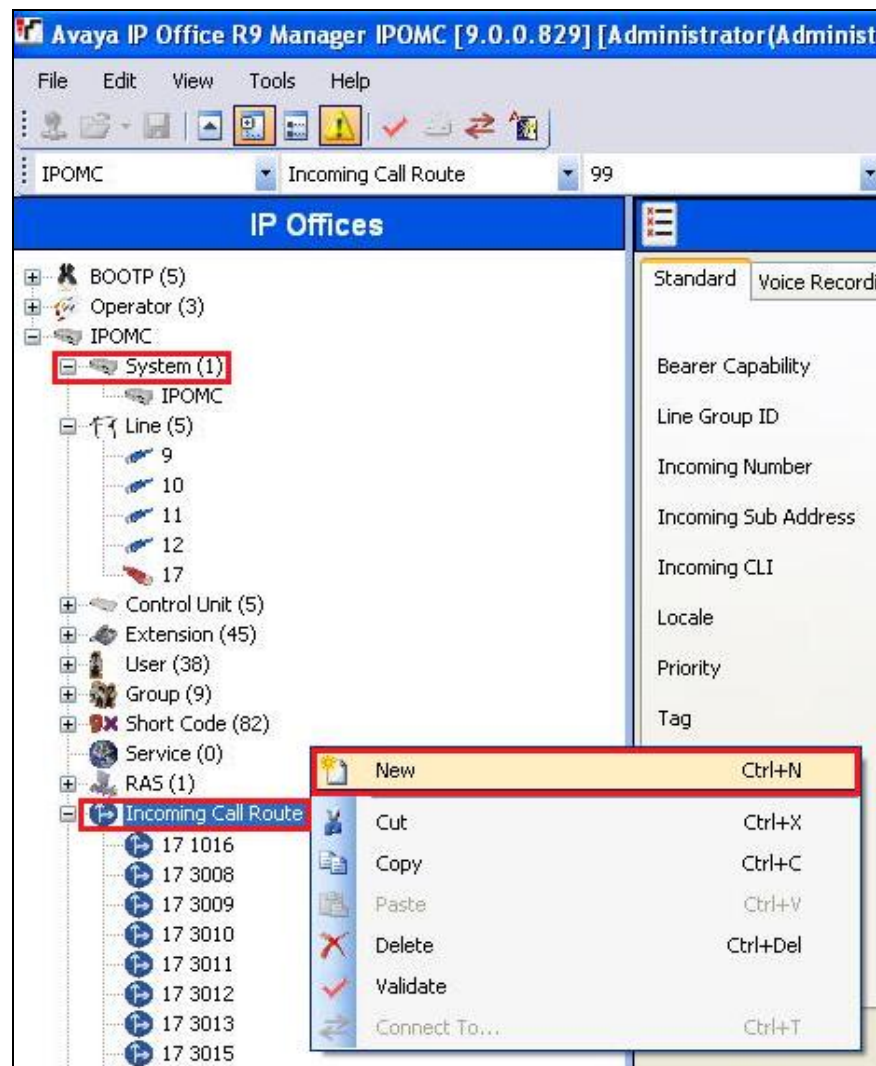 Avaya IP Office R9 Manager IPOMC [9.0.0.829] [Administrator(Administ
File Edit View Tools Help
IPOMC Incoming Call Route 99
IP Offices
BOOTP (5)
Operator (3)
IPOMC
System (1)
IPOMC
Line (5)
9
10
11
12
17
Control Unit (5)
Extension (45)
User (38)
Group (9)
Short Code (82)
Service (0)
RAS (1)
Incoming Call Route
17 1016
17 3008
17 3009
17 3010
17 3011
17 3012
17 3013
17 3015
Standard Voice Recordi
Bearer Capability
Line Group ID
Incoming Number
Incoming Sub Address
Incoming CLI
Locale
Priority
Tag
New Ctrl+N
Cut Ctrl+X
Copy Ctrl+C
Paste Ctrl+V
Delete Ctrl+Del
Validate
Connect To... Ctrl+T